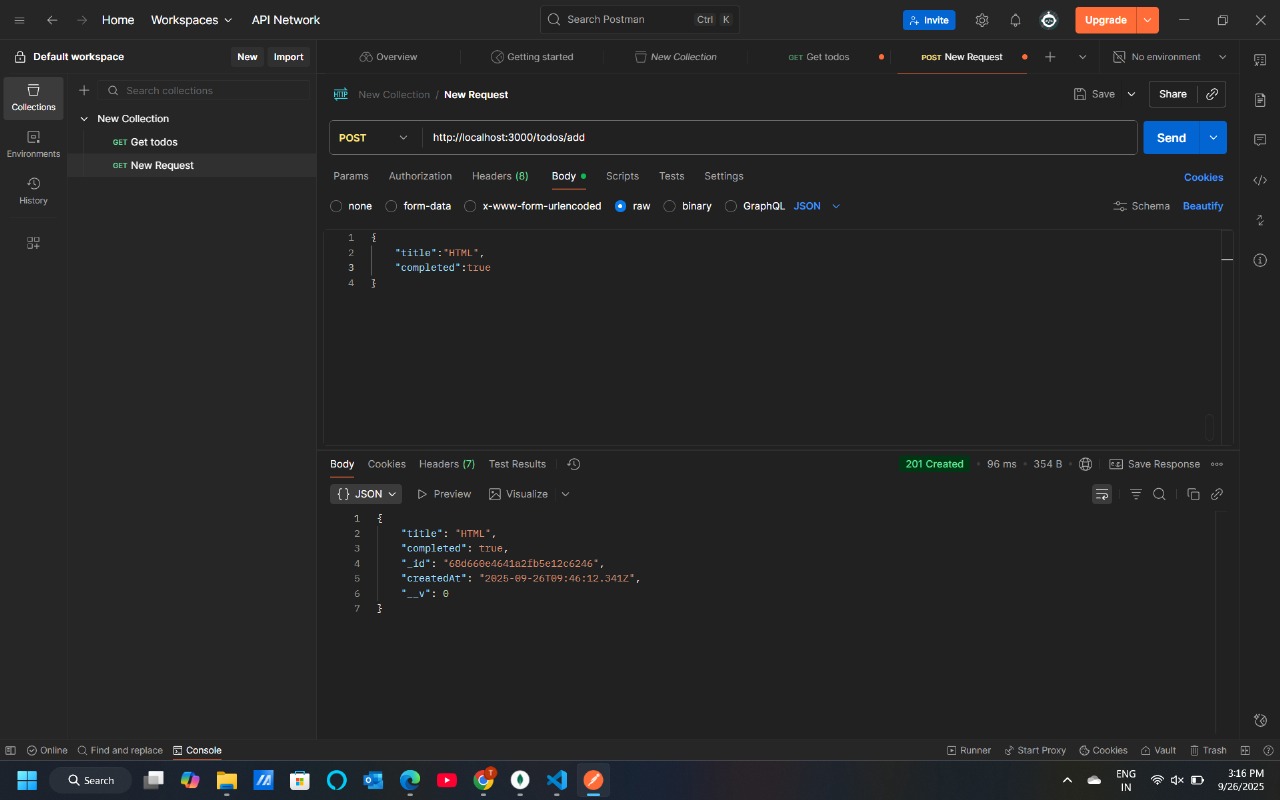 Home Workspaces API Network Search Postman Ctrl K Invite Upgrade
Default workspace New Import Overview Getting started New Collection GET Get todos POST New Request No environment
Collections Search collections HTTP New Collection / New Request Save Share
New Collection
GET Get todos
GET New Request
Environments
History
POST http://localhost:3000/todos/add Send
Params Authorization Headers (8) Body Scripts Tests Settings Cookies
none form-data x-www-form-urlencoded raw binary GraphQL JSON Schema Beautify
1 {
2 "title":"HTML",
3 "completed":true
4 }
Body Cookies Headers (7) Test Results 201 Created 96 ms 354 B Save Response
{} JSON Preview Visualize
1 {
2 "title": "HTML",
3 "completed": true,
4 "_id": "68d660e4641a2fb5e12c6246",
5 "createdAt": "2025-09-26T09:46:12.341Z",
6 "__v": 0
7 }
Online Find and replace Console Runner Start Proxy Cookies Vault Trash
Search ENG 3:16 PM
IN 9/26/2025